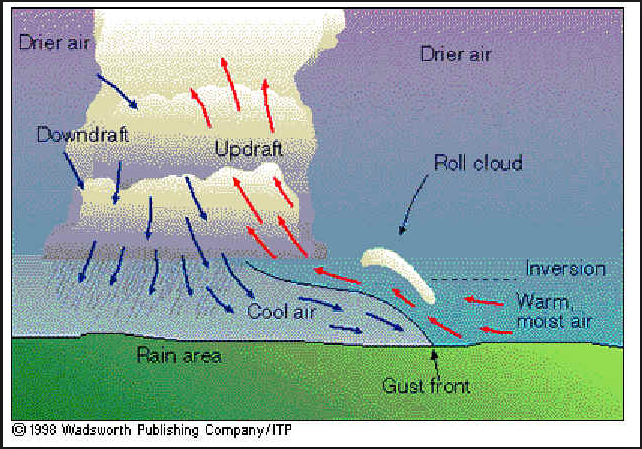 Drier air
Drier air
Downdraft
Updraft
Roll cloud
Inversion
Warm,
moist air
Cool air
Rain area
Gust front
© 1998 Wadsworth Publishing Company/ITP